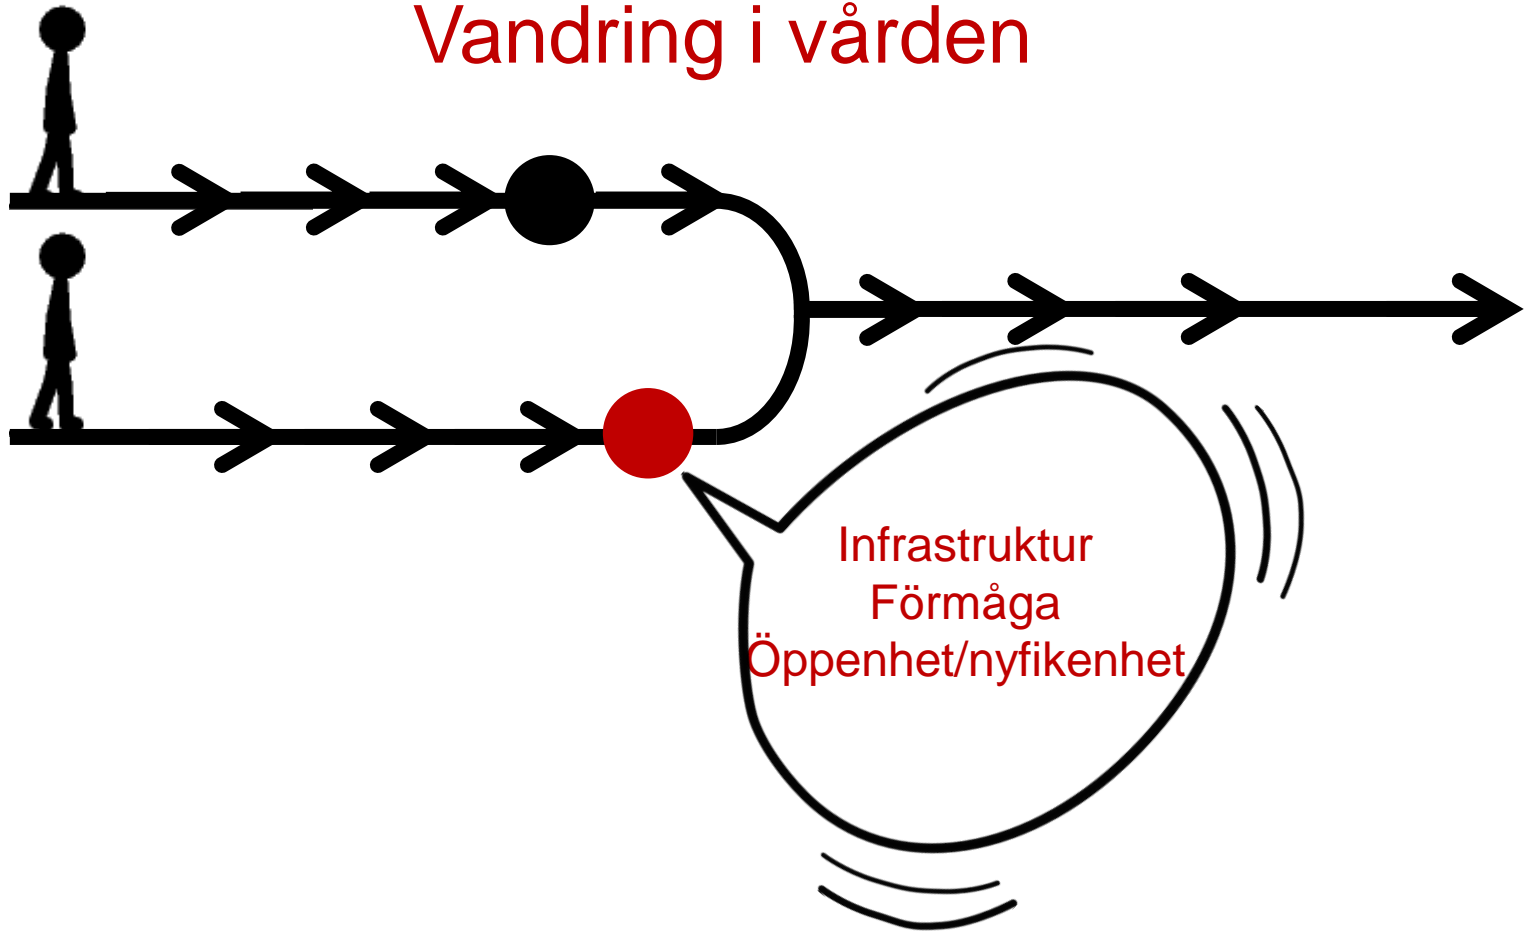 Vandring i vården
Infrastruktur
Förmåga
Öppenhet/nyfikenhet